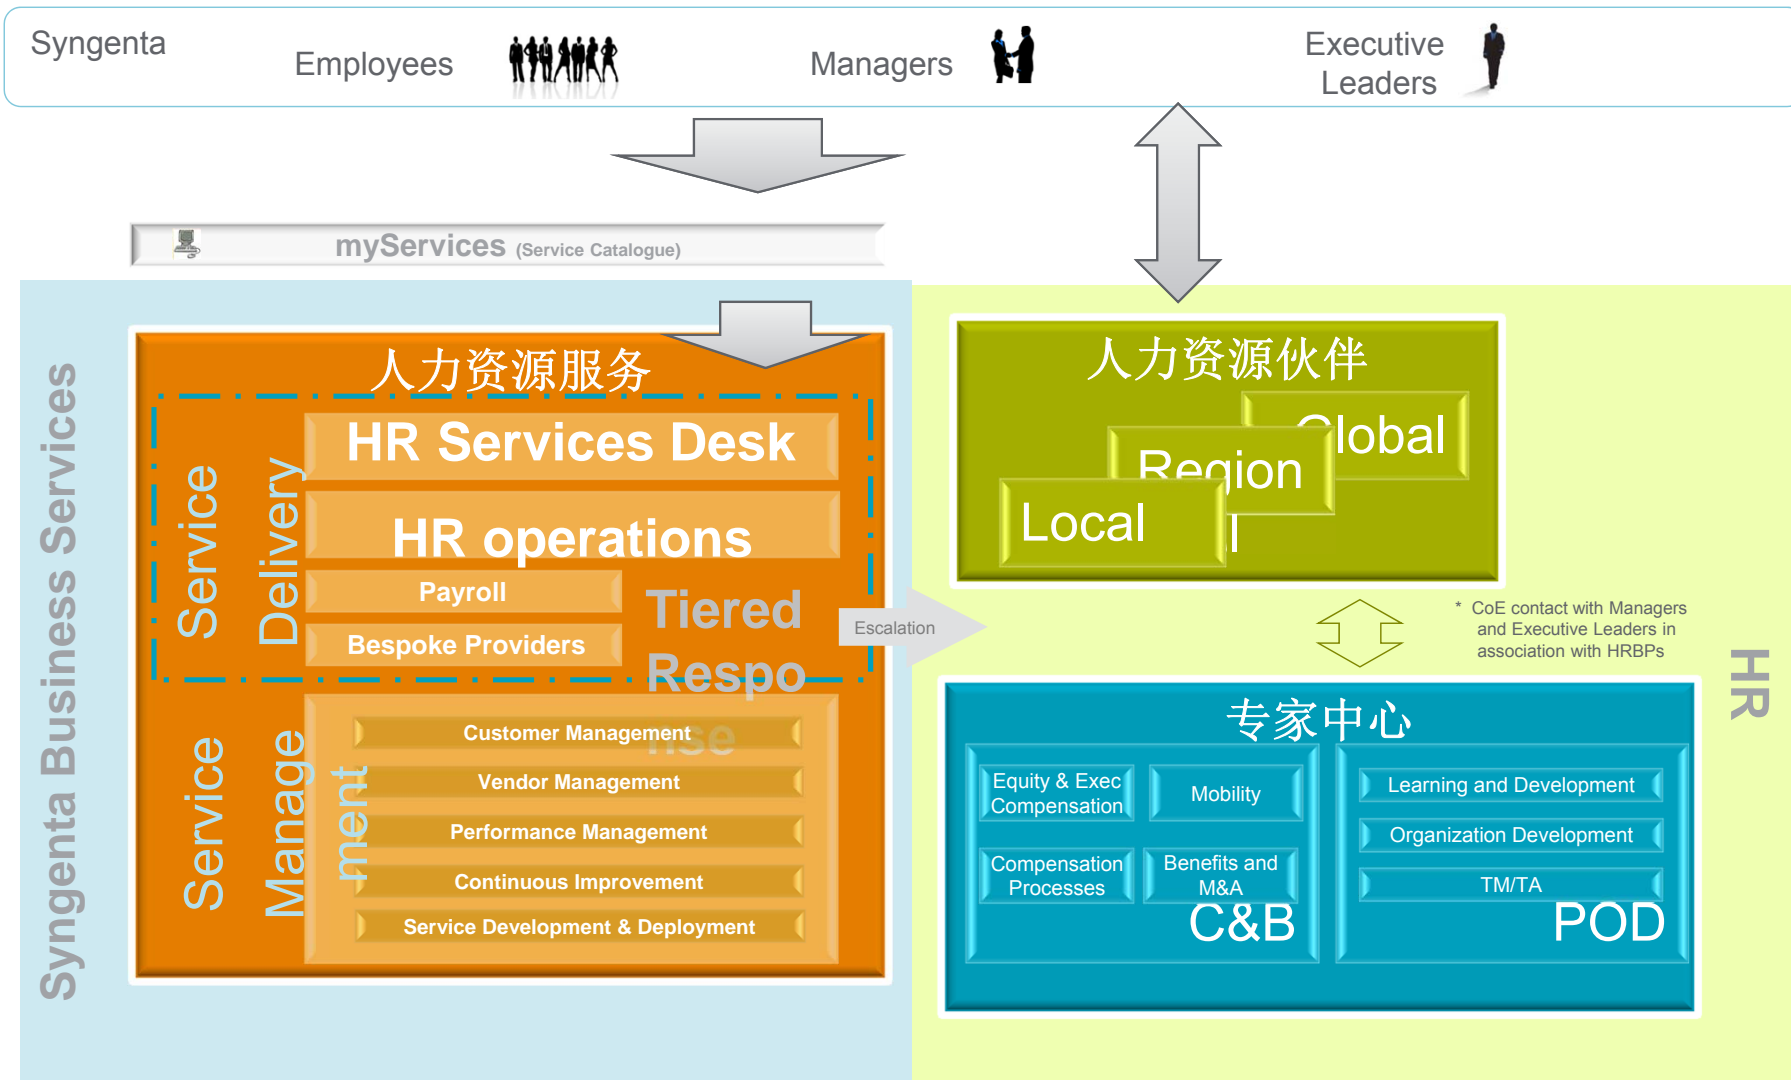 Syngenta
Employees
Managers
Executive
Leaders
myServices (Service Catalogue)
Syngenta Business Services
人力资源服务
Service
Delivery
HR Services Desk
HR operations
Payroll
Bespoke Providers
Tiered
Respo
nse
Service
Manage
ment
Customer Management
Vendor Management
Performance Management
Continuous Improvement
Service Development & Deployment
Escalation
人力资源伙伴
Global
Region
al
Local
* CoE contact with Managers
and Executive Leaders in
association with HRBPs
HR
专家中心
Equity & Exec
Compensation
Mobility
Compensation
Processes
Benefits and
M&A
C&B
Learning and Development
Organization Development
TM/TA
POD